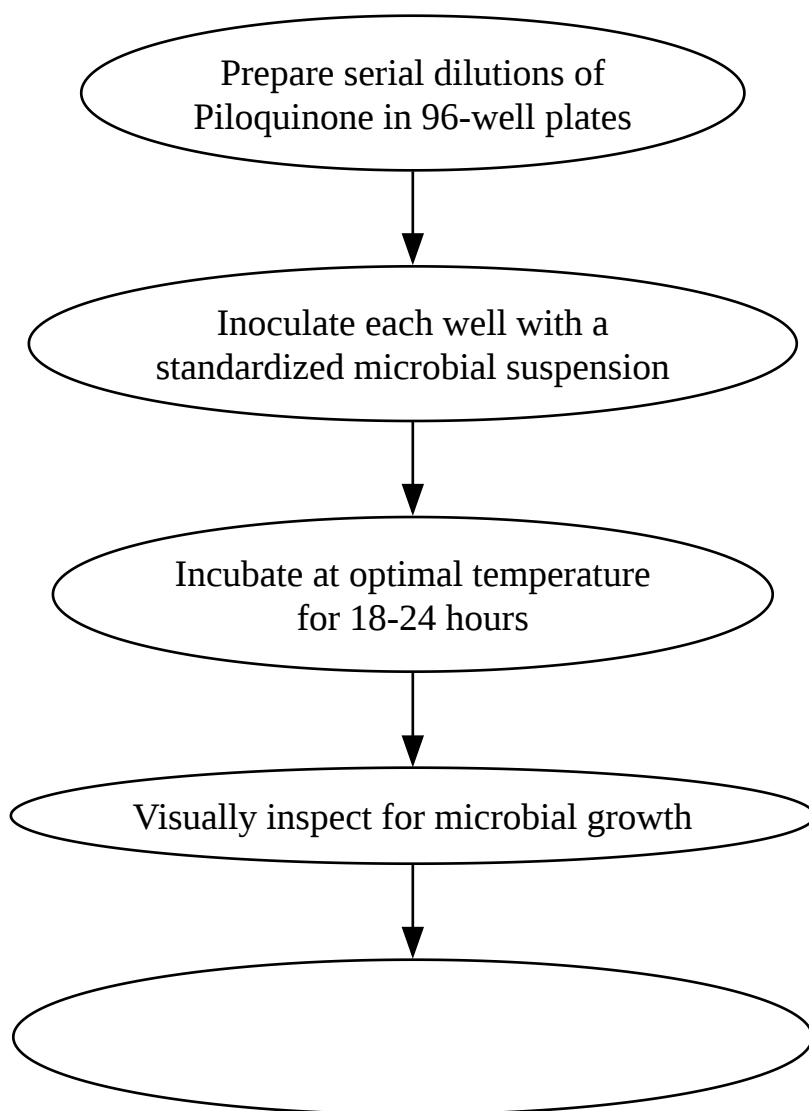 Prepare serial dilutions of
Piloquinone in 96-well plates
Inoculate each well with a
standardized microbial suspension
Incubate at optimal temperature
for 18-24 hours
Visually inspect for microbial growth